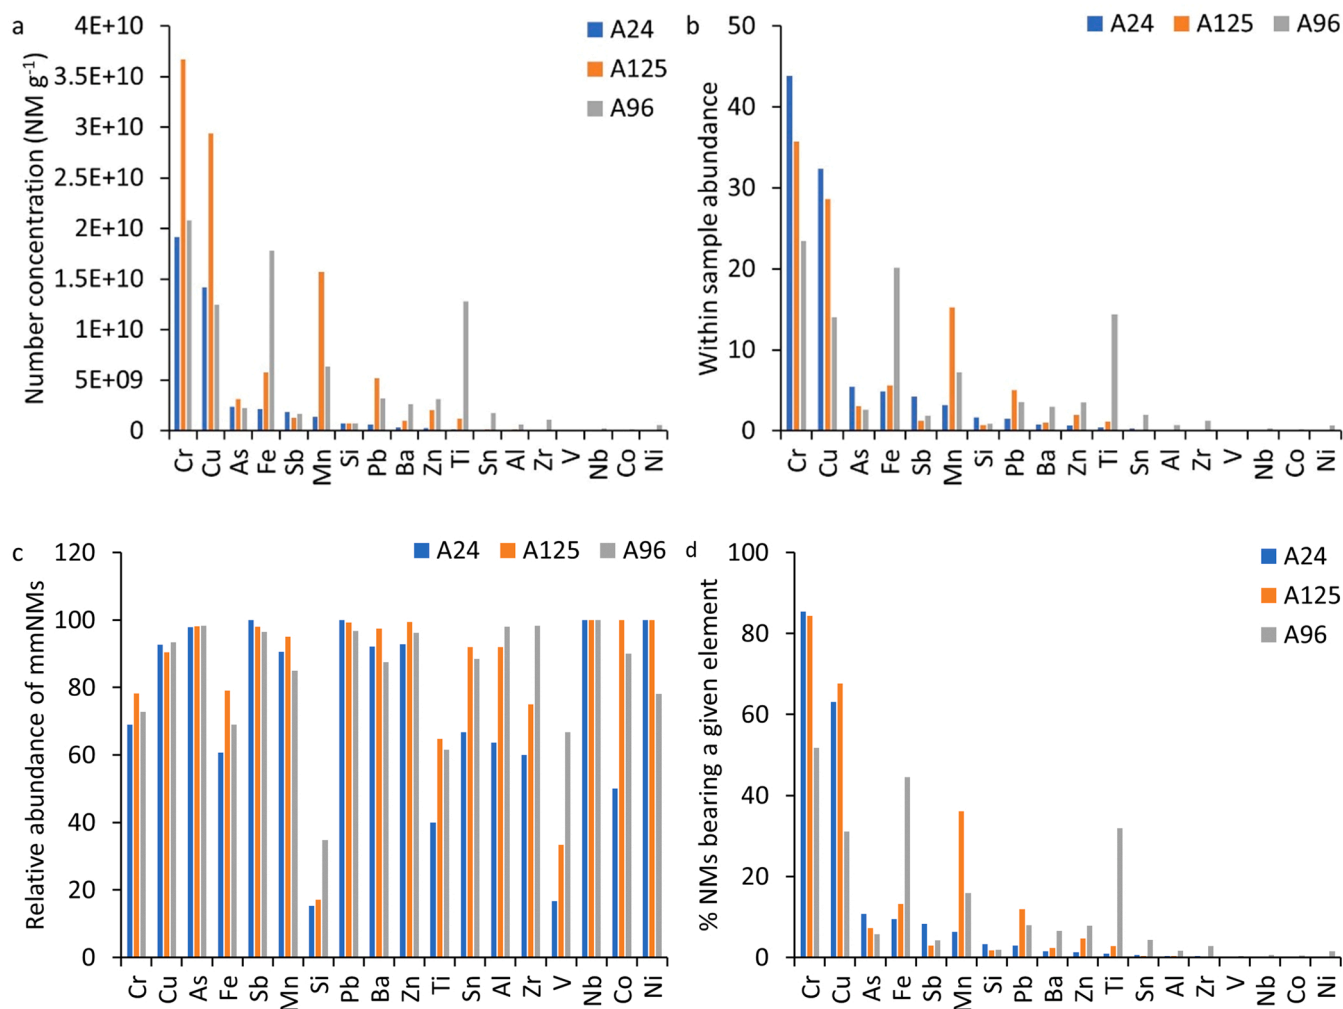 a
Number concentration (NM g-1)
4E+10
3.5E+10
3E+10
2.5E+10
2E+10
1.5E+10
1E+10
5E+09
0
A24
A125
A96
Cr Cu As Fe Sb Mn Si Pb Ba Zn Ti Sn Al Zr V Nb Co Ni
b
Within sample abundance
50
40
30
20
10
0
A24 A125 A96
Cr Cu As Fe Sb Mn Si Pb Ba Zn Ti Sn Al Zr V Nb Co Ni
c
Relative abundance of mmNMs
120
100
80
60
40
20
0
A24 A125 A96
Cr Cu As Fe Sb Mn Si Pb Ba Zn Ti Sn Al Zr V Nb Co Ni
d
% NMs bearing a given element
100
80
60
40
20
0
A24
A125
A96
Cr Cu As Fe Sb Mn Si Pb Ba Zn Ti Sn Al Zr V Nb Co Ni